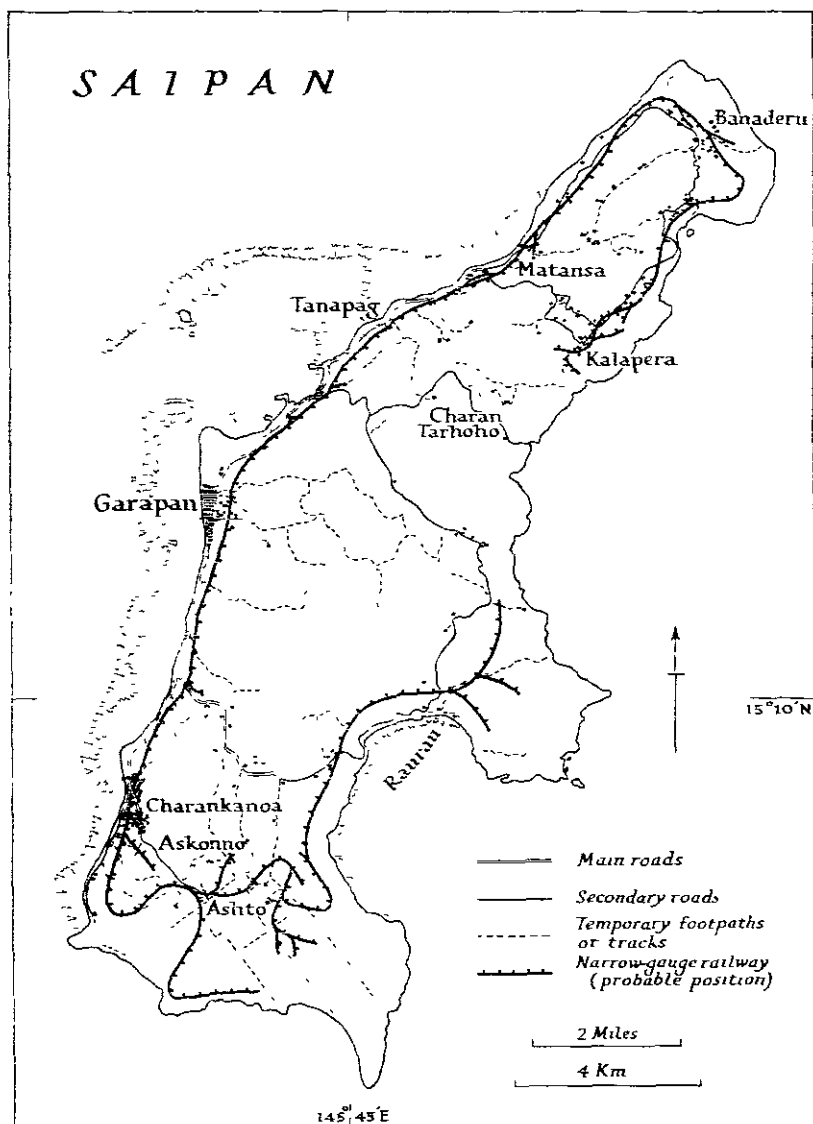 SAIPAN
Banaderu
Matansa
Tanapag
Kalapera
Charan
Tarhoho
Garapan
15°10′N
Rauran
Charankanoa
Askonno
Ashto
Main roads
Secondary roads
Temporary footpaths
or tracks
Narrow-gauge railway
(probable position)
2 Miles
4 Km
145°45′E